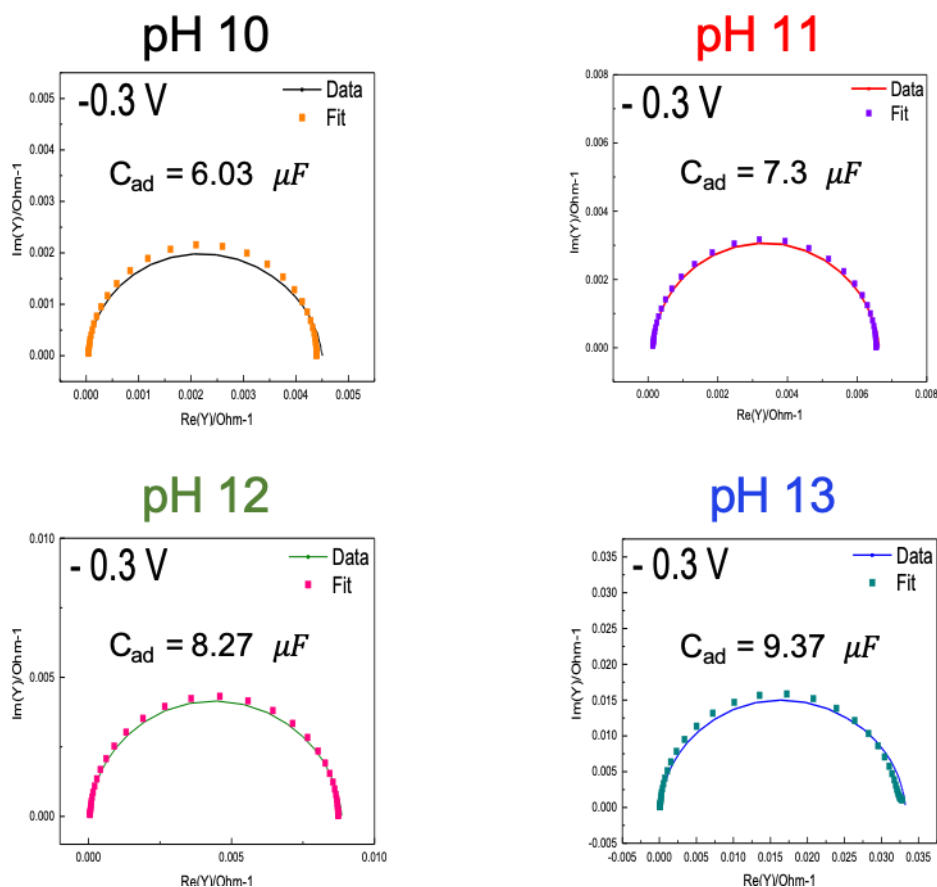 pH 10
-0.3 V
Data
Fit
C_ad = 6.03 μF
0.005
0.004
0.003
0.002
0.001
0.000
Im(Y)/Ohm-1
0.000 0.001 0.002 0.003 0.004 0.005
Re(Y)/Ohm-1
pH 11
- 0.3 V
Data
Fit
C_ad = 7.3 μF
0.008
0.006
0.004
0.002
0.000
Im(Y)/Ohm-1
0.000 0.002 0.004 0.006 0.008
Re(Y)/Ohm-1
pH 12
- 0.3 V
Data
Fit
C_ad = 8.27 μF
0.010
0.005
0.000
Im(Y)/Ohm-1
0.000 0.005 0.010
Re(Y)/Ohm-1
pH 13
- 0.3 V
Data
Fit
C_ad = 9.37 μF
0.035
0.030
0.025
0.020
0.015
0.010
0.005
0.000
-0.005
Im(Y)/Ohm-1
-0.005 0.000 0.005 0.010 0.015 0.020 0.025 0.030 0.035
Re(Y)/Ohm-1